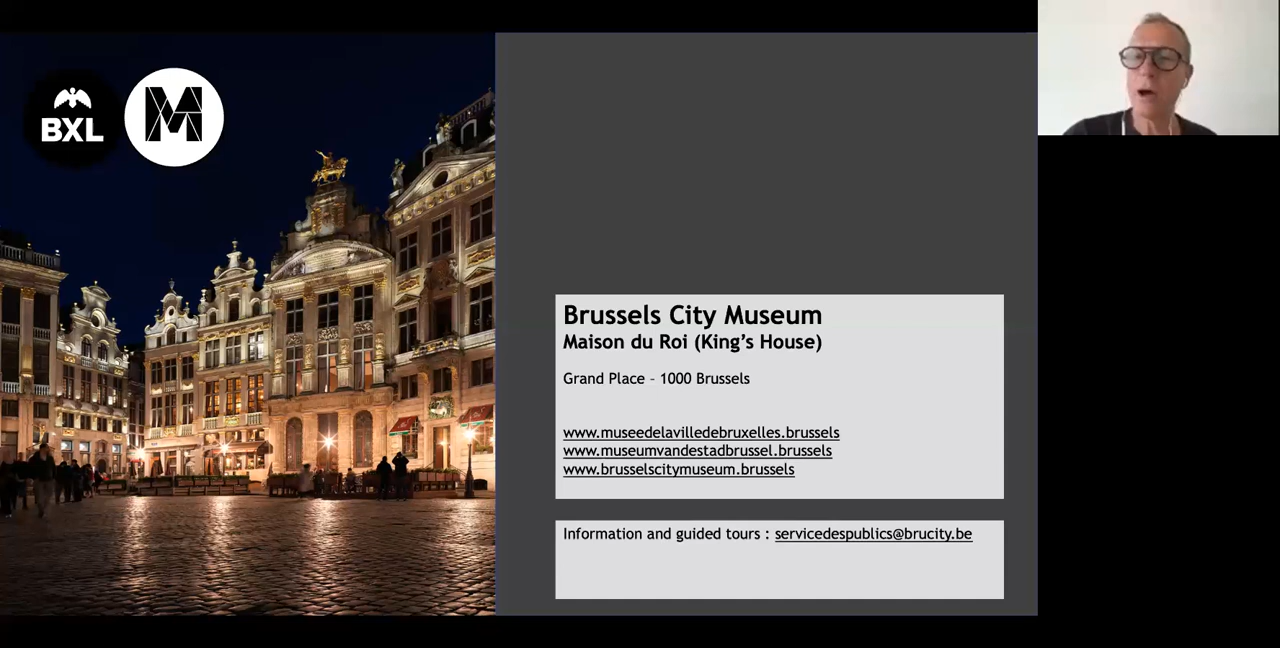 BXL
M
Brussels City Museum
Maison du Roi (King's House)
Grand Place - 1000 Brussels
www.museedelavilledebruxelles.brussels
www.museumvandestadbrussel.brussels
www.brusselscitymuseum.brussels
Information and guided tours : servicedespublics@brucity.be